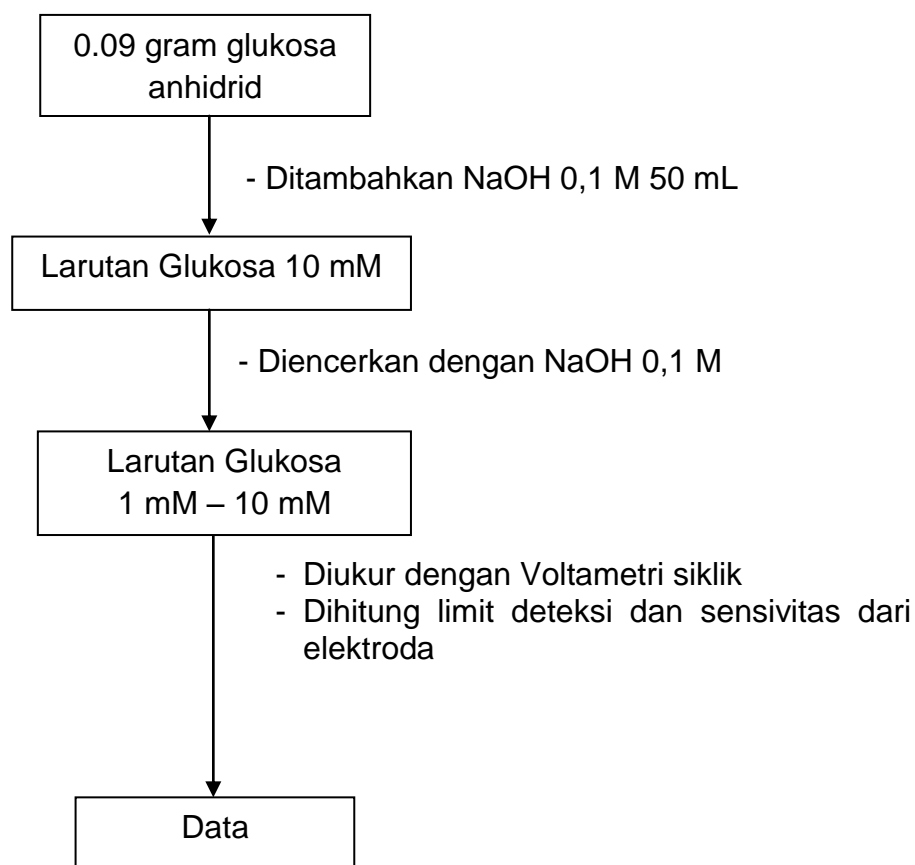 0.09 gram glukosa
anhidrid
- Ditambahkan NaOH 0,1 M 50 mL
Larutan Glukosa 10 mM
- Diencerkan dengan NaOH 0,1 M
Larutan Glukosa
1 mM – 10 mM
- Diukur dengan Voltametri siklik
- Dihitung limit deteksi dan sensivitas dari
elektroda
Data